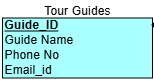 Tour Guides
Guide_ID
Guide Name
Phone No
Email_id